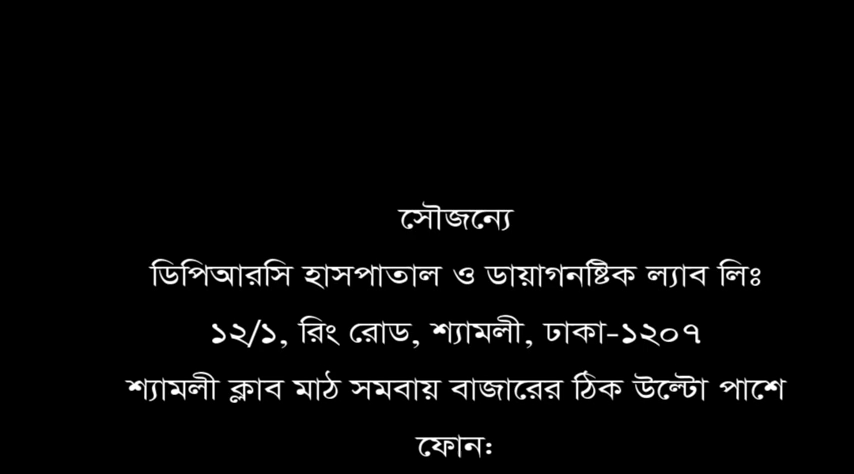 সৌজন্যে
ডিপিআরসি হাসপাতাল ও ডায়াগনষ্টিক ল্যাব লিঃ
১২/১, রিং রোড, শ্যামলী, ঢাকা-১২০৭
শ্যামলী ক্লাব মাঠ সমবায় বাজারের ঠিক উল্টো পাশে
ফোন: